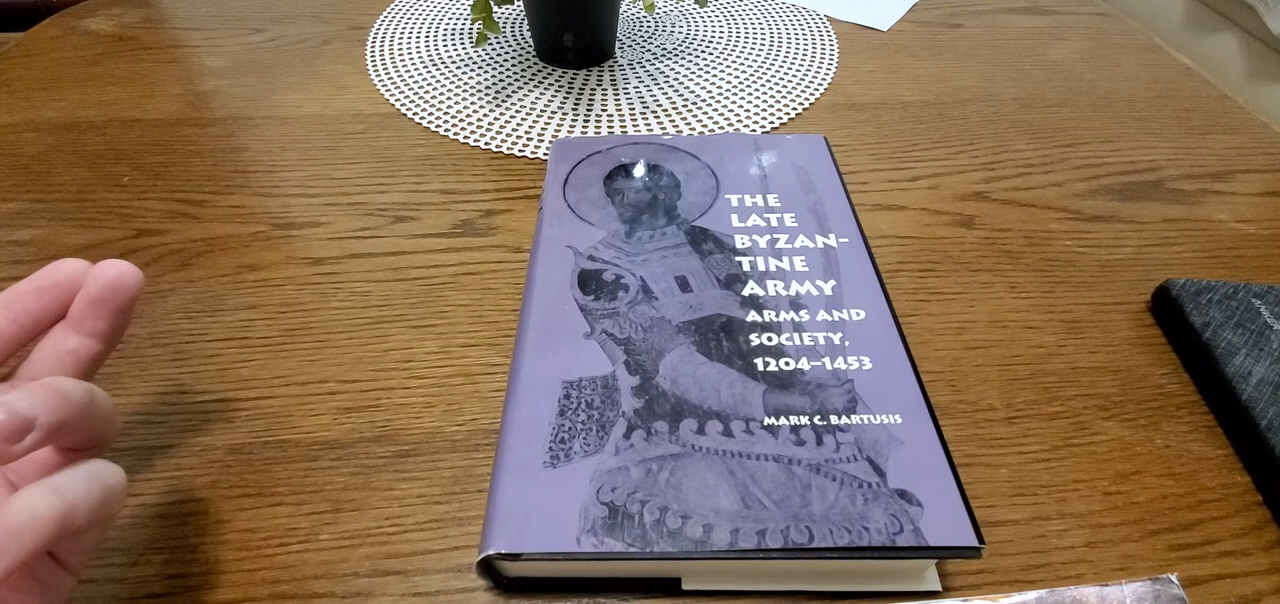 THE
LATE
BYZAN-
TINE
ARMY
ARMS AND
SOCIETY,
1204–1453
MARK C. BARTUSIS